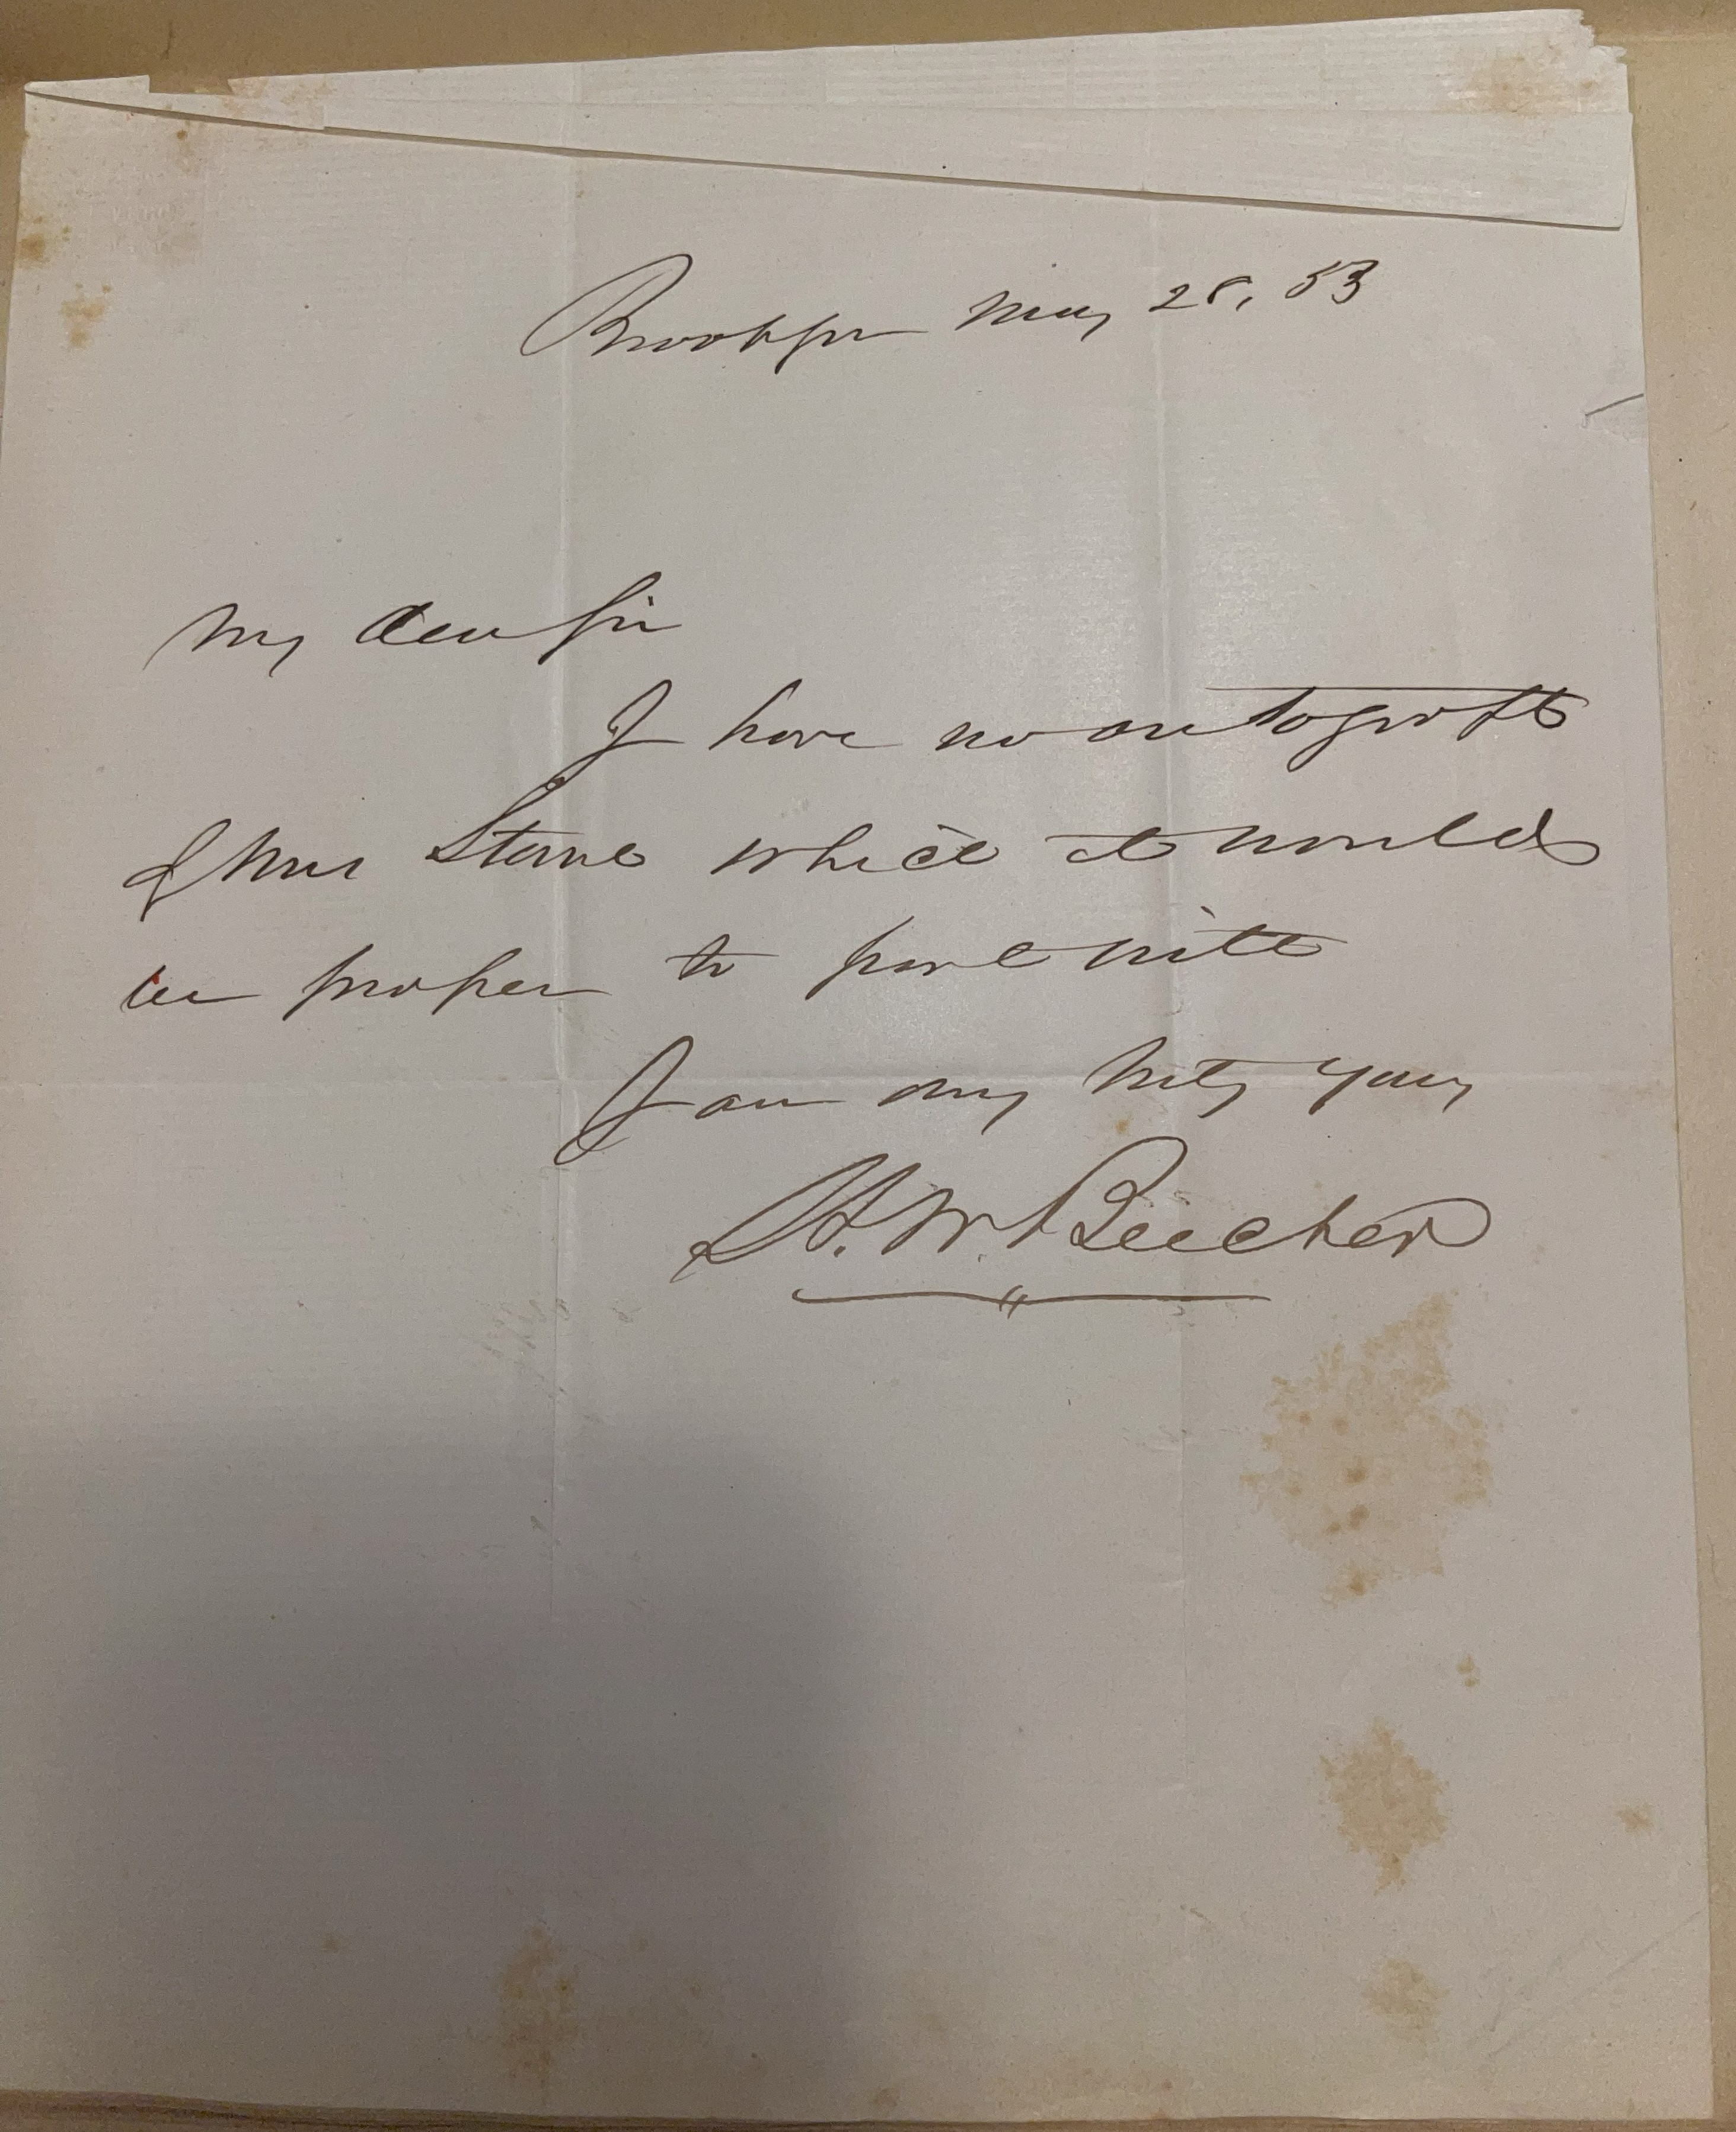 Brooklyn May 28, 53
My dear Sir
I have no autograph
of Mrs Stowe which it would
be proper to part with
I am very truly yours
H. W. Beecher